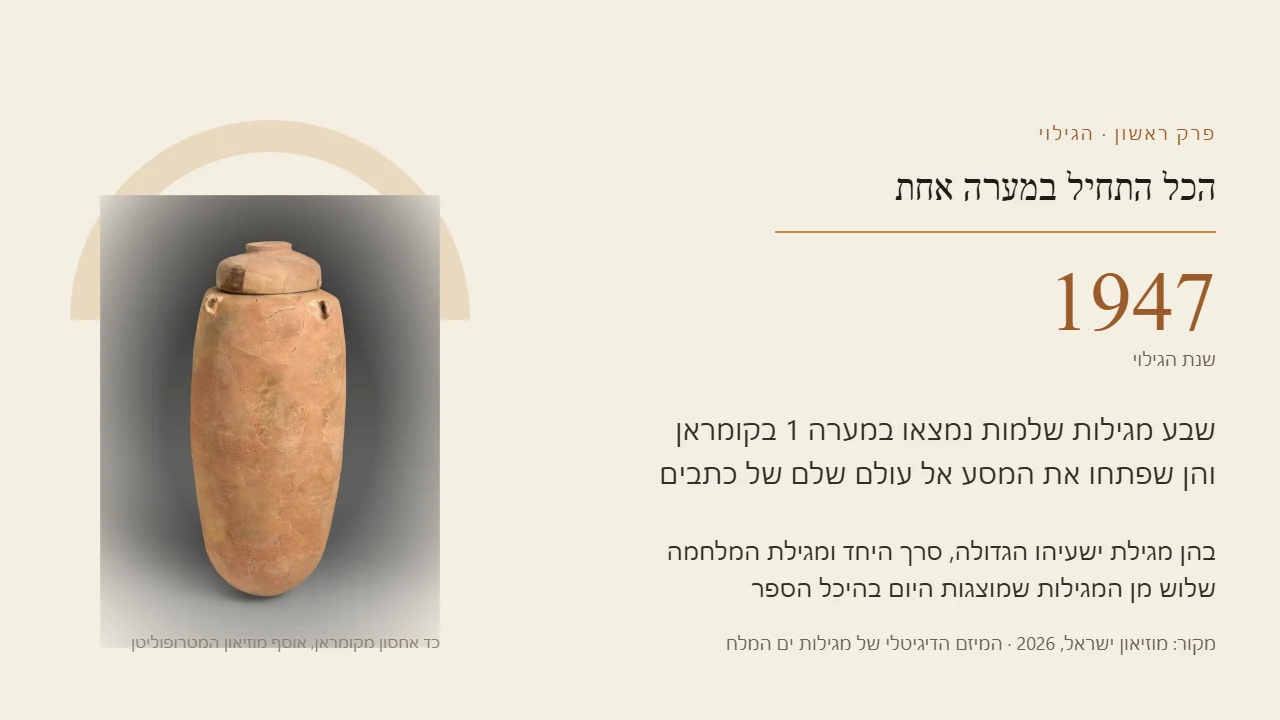 פרק ראשון · הגילוי
הכל התחיל במערה אחת
1947
שנת הגילוי
שבע מגילות שלמות נמצאו במערה 1 בקומראן
והן שפתחו את המסע אל עולם שלם של כתבים
בהן מגילת ישעיהו הגדולה, סרך היחד ומגילת המלחמה
שלוש מן המגילות שמוצגות היום בהיכל הספר
מקור: מוזיאון ישראל, 2026 · המיזם הדיגיטלי של מגילות ים המלח
כד אחסון מקומראן, אוסף מוזיאון המטרופוליטן